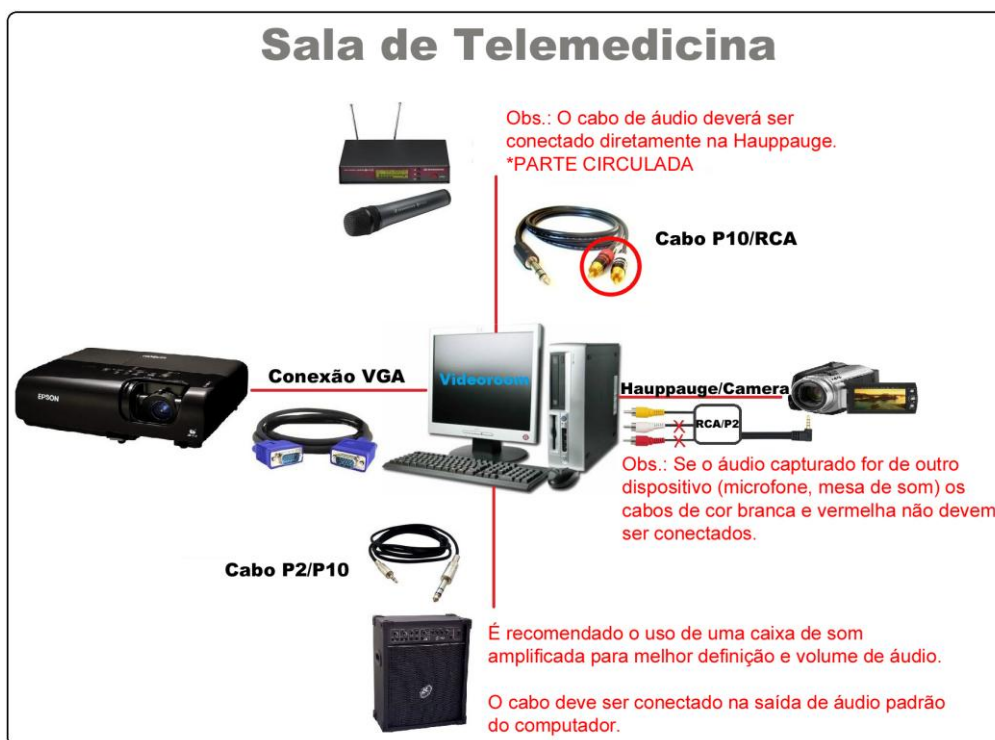 Sala de Telemedicina
Obs.: O cabo de áudio deverá ser
conectado diretamente na Hauppauge.
*PARTE CIRCULADA
Cabo P10/RCA
EPSON
Conexão VGA
Videoroom
Hauppauge/Camera
RCA/P2
Obs.: Se o áudio capturado for de outro
dispositivo (microfone, mesa de som) os
cabos de cor branca e vermelha não devem
ser conectados.
Cabo P2/P10
É recomendado o uso de uma caixa de som
amplificada para melhor definição e volume de áudio.
O cabo deve ser conectado na saída de áudio padrão
do computador.